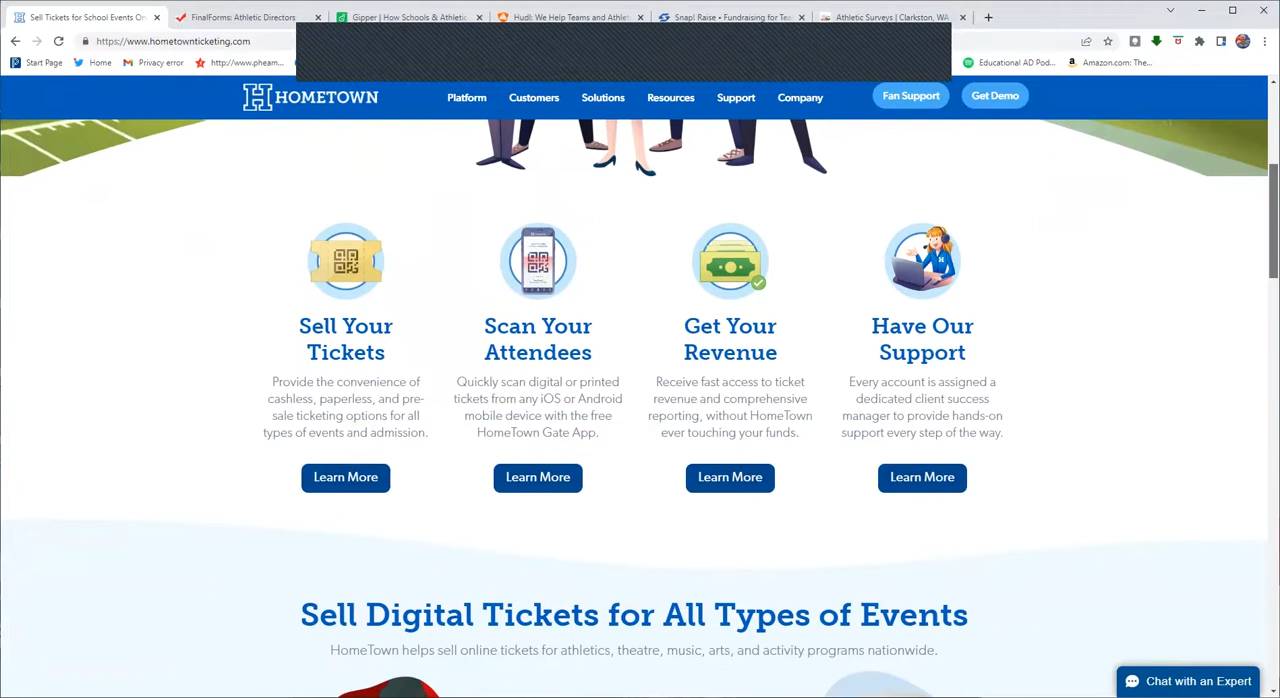 Sell Tickets for School Events On
FinalForms: Athletic Directors
Gipper | How Schools & Athletic
Hudl: We Help Teams and Athlet
Snap! Raise • Fundraising for Tea
Athletic Surveys | Clarkston, WA
https://www.hometownticketing.com
Start Page
Home
Privacy error
http://www.pheam...
Educational AD Pod...
Amazon.com: The...
HOMETOWN
Platform
Customers
Solutions
Resources
Support
Company
Fan Support
Get Demo
Sell Your
Tickets
Provide the convenience of
cashless, paperless, and pre-
sale ticketing options for all
types of events and admission.
Learn More
Scan Your
Attendees
Quickly scan digital or printed
tickets from any iOS or Android
mobile device with the free
HomeTown Gate App.
Learn More
Get Your
Revenue
Receive fast access to ticket
revenue and comprehensive
reporting, without HomeTown
ever touching your funds.
Learn More
Have Our
Support
Every account is assigned a
dedicated client success
manager to provide hands-on
support every step of the way.
Learn More
Sell Digital Tickets for All Types of Events
HomeTown helps sell online tickets for athletics, theatre, music, arts, and activity programs nationwide.
Chat with an Expert